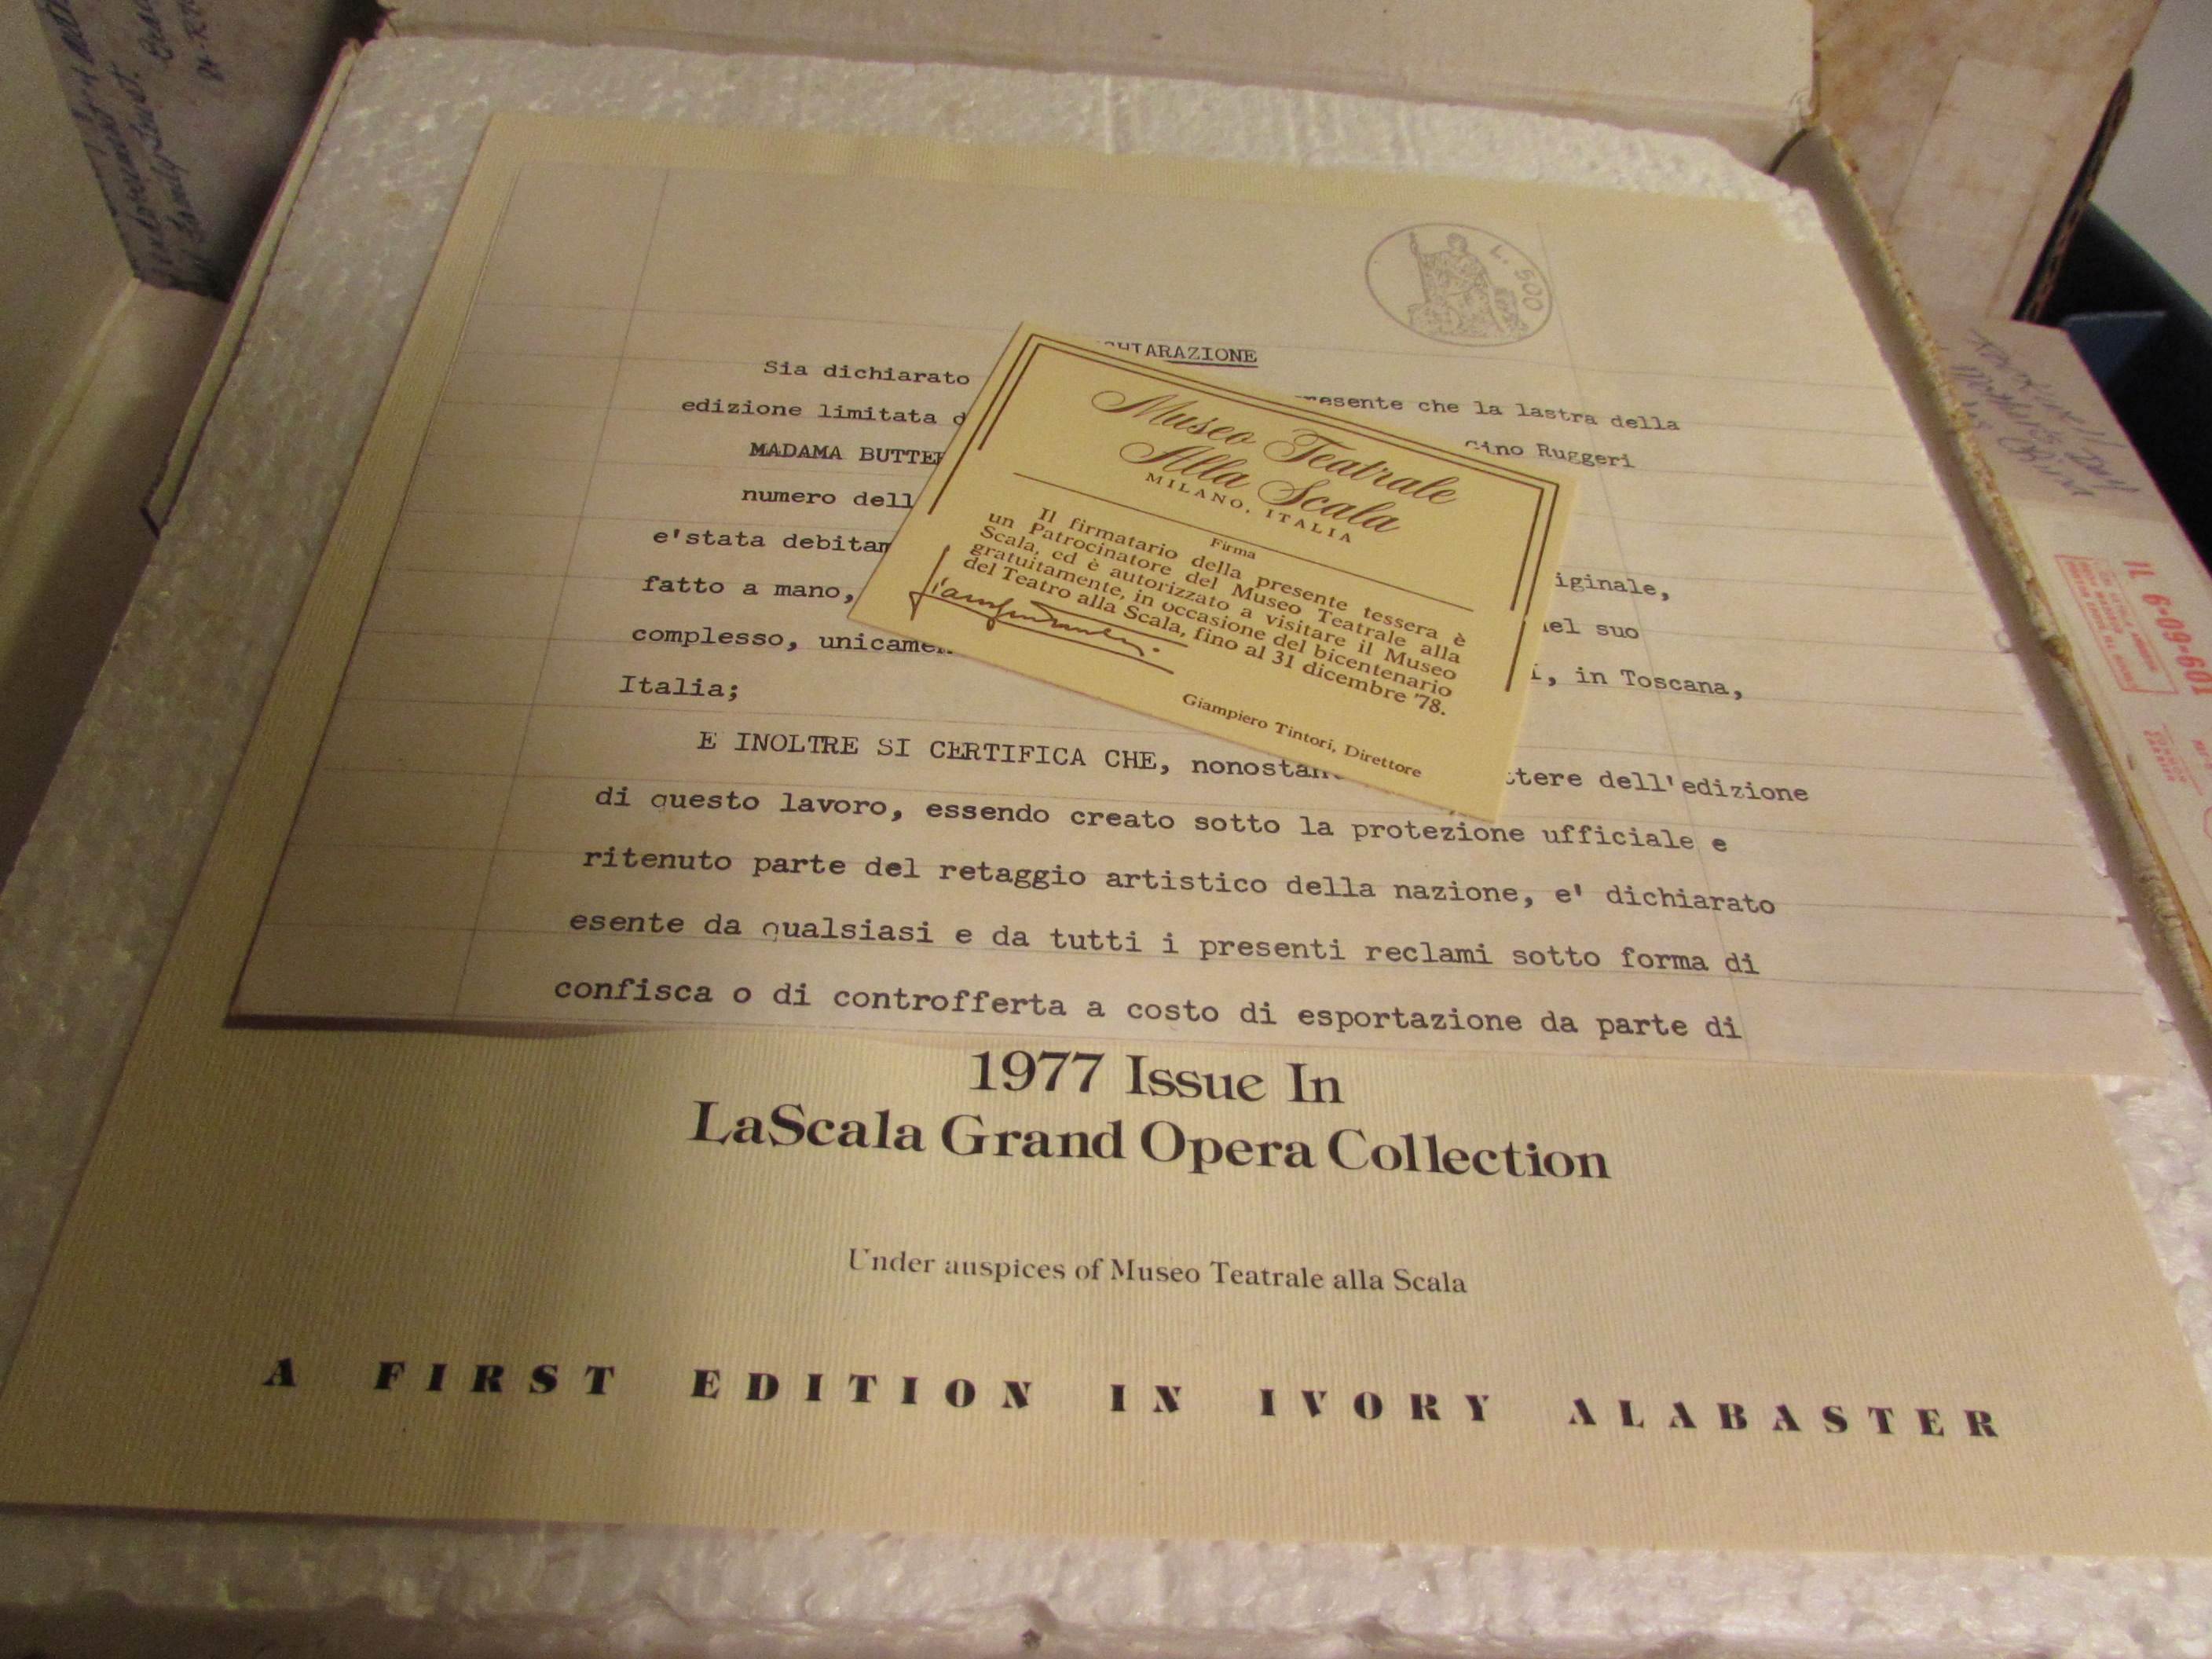 L. 500
CHIARAZIONE
Sia dichiarato resente che la lastra della
edizione limitata d Gino Ruggeri
MADAMA BUTTE
numero dell
e'stata debitam iginale,
fatto a mano, nel suo
complesso, unicame in Toscana,
Italia;
E INOLTRE SI CERTIFICA CHE, nonostan ttere dell'edizione
di questo lavoro, essendo creato sotto la protezione ufficiale e
ritenuto parte del retaggio artistico della nazione, e' dichiarato
esente da qualsiasi e da tutti i presenti reclami sotto forma di
confisca o di controfferta a costo di esportazione da parte di
Museo Teatrale
Alla Scala
MILANO, ITALIA
Firma
Il firmatario della presente tessera è
un Patrocinatore del Museo Teatrale alla
Scala, ed è autorizzato a visitare il Museo
gratuitamente, in occasione del bicentenario
del Teatro alla Scala, fino al 31 dicembre '78.
Giampiero Tintori, Direttore
1977 Issue In
LaScala Grand Opera Collection
Under auspices of Museo Teatrale alla Scala
A FIRST EDITION IN IVORY ALABASTER
IL 6-09-601